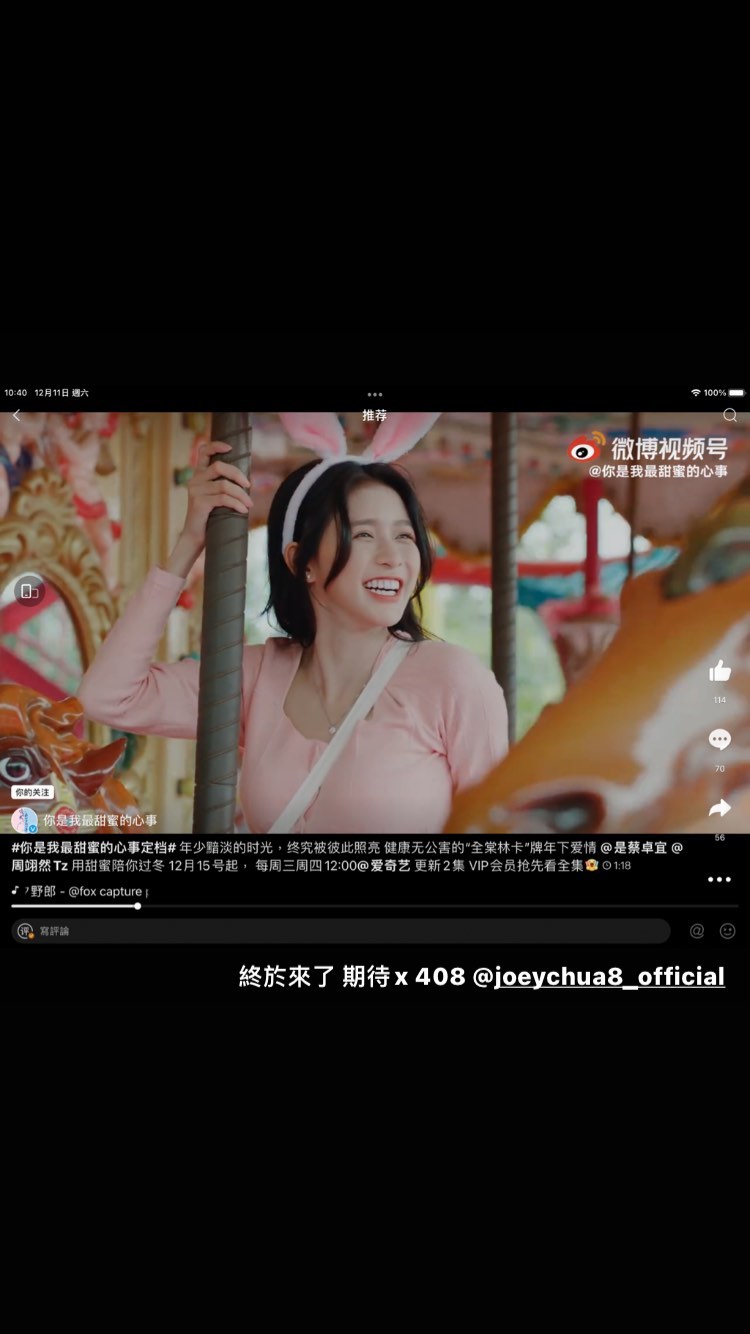 10:40 12月11日 週六
100%
推荐
微博视频号
@你是我最甜蜜的心事
114
70
你的关注
你是我最甜蜜的心事
56
#你是我最甜蜜的心事定档# 年少黯淡的时光，终究被彼此照亮 健康无公害的“全棠林卡”牌年下爱情 @是蔡卓宜 @
周翊然Tz 用甜蜜陪你过冬 12月15号起， 每周三周四12:00@爱奇艺 更新2集 VIP会员抢先看全集 1:18
野郎 - @fox capture
评 寫評論
終於來了 期待x 408 @joeychua8_official